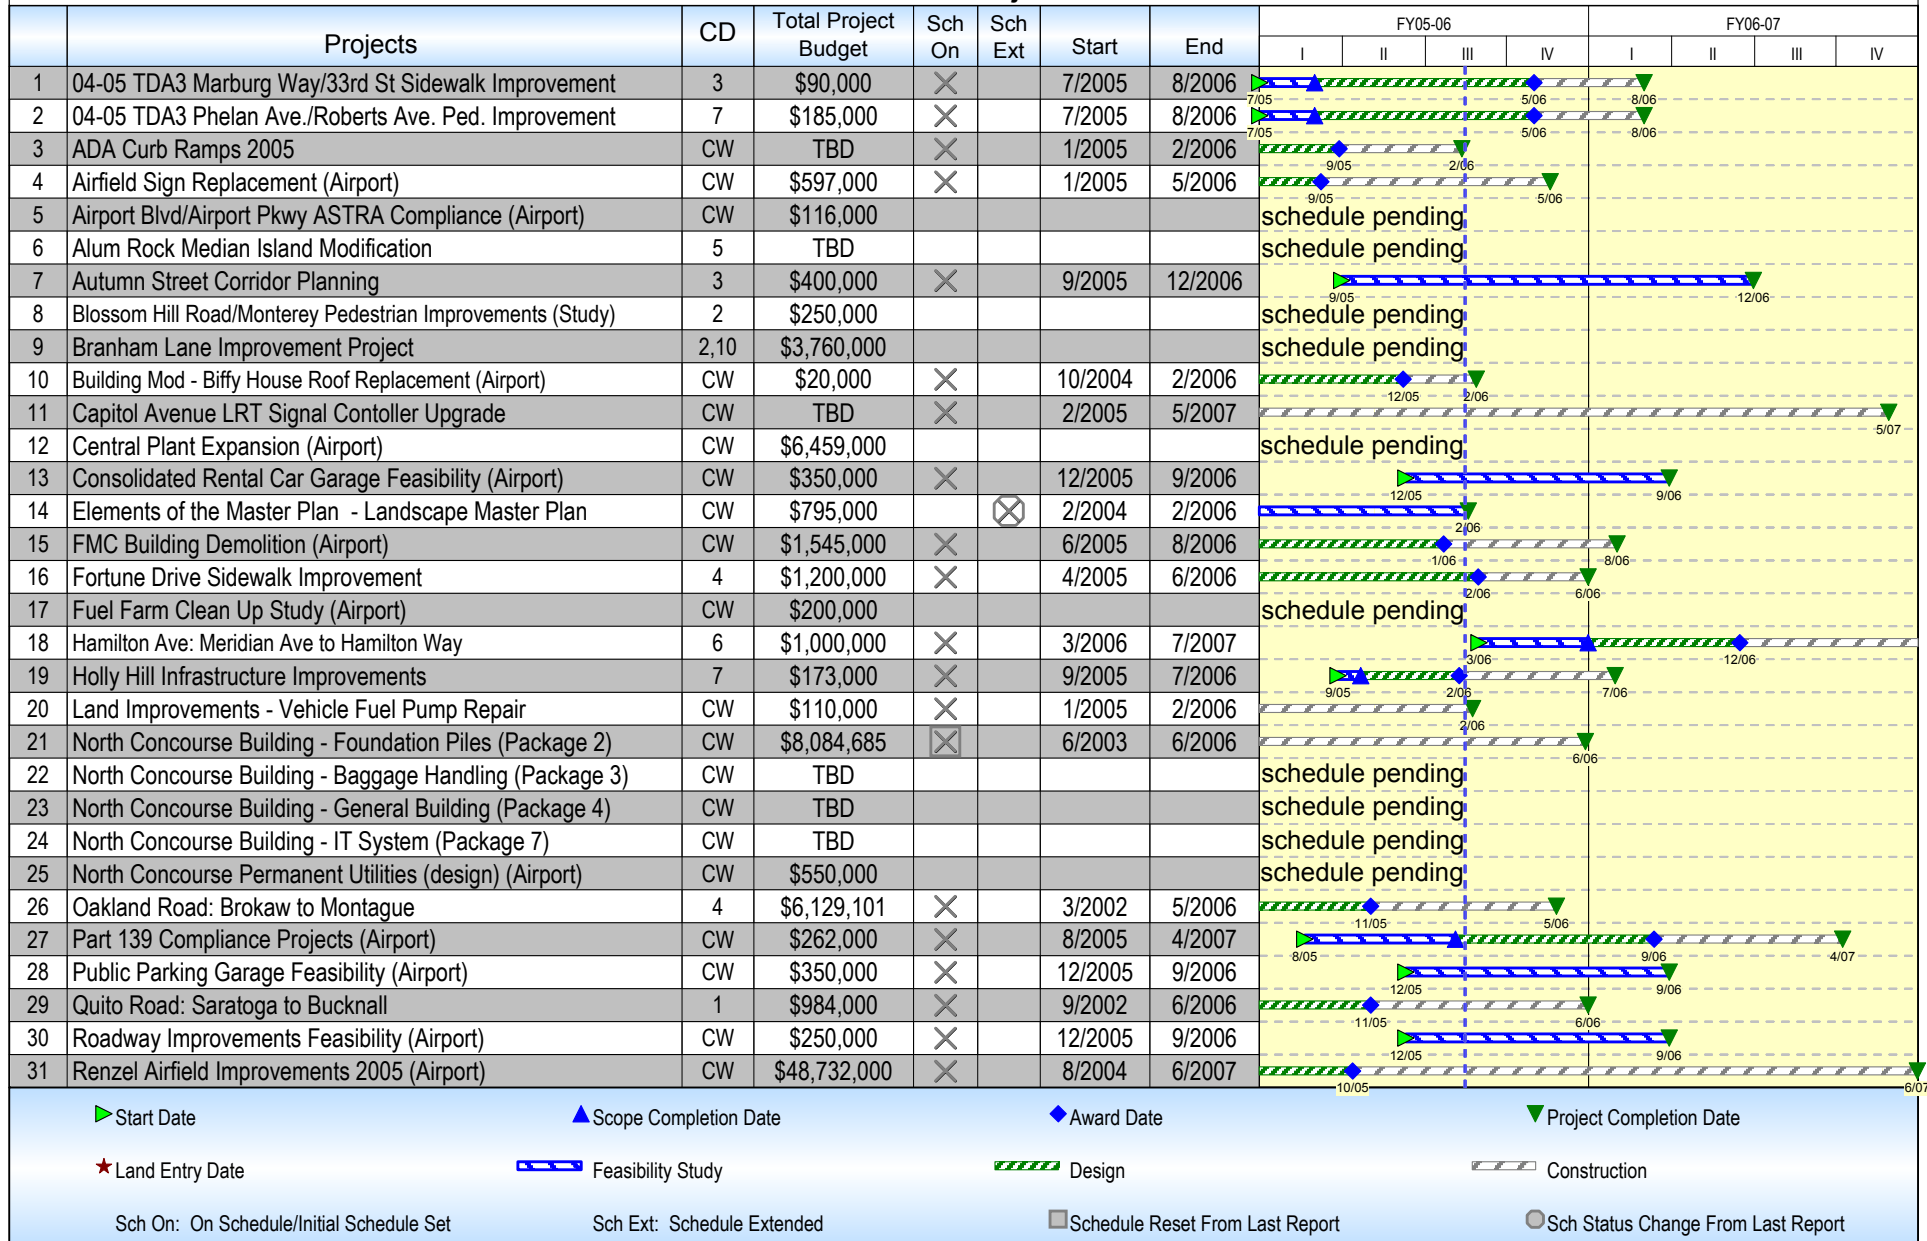 Projects CD Total Project Budget Sch On Sch Ext Start End FY05-06 FY06-07
I II III IV I II III IV
1 04-05 TDA3 Marburg Way/33rd St Sidewalk Improvement 3 $90,000 7/2005 8/2006 7/05 5/06 8/06
2 04-05 TDA3 Phelan Ave./Roberts Ave. Ped. Improvement 7 $185,000 7/2005 8/2006 7/05 5/06 8/06
3 ADA Curb Ramps 2005 CW TBD 1/2005 2/2006 9/05 2/06
4 Airfield Sign Replacement (Airport) CW $597,000 1/2005 5/2006 9/05 5/06
5 Airport Blvd/Airport Pkwy ASTRA Compliance (Airport) CW $116,000 schedule pending
6 Alum Rock Median Island Modification 5 TBD schedule pending
7 Autumn Street Corridor Planning 3 $400,000 9/2005 12/2006 9/05 12/06
8 Blossom Hill Road/Monterey Pedestrian Improvements (Study) 2 $250,000 schedule pending
9 Branham Lane Improvement Project 2,10 $3,760,000 schedule pending
10 Building Mod - Biffy House Roof Replacement (Airport) CW $20,000 10/2004 2/2006 12/05 2/06
11 Capitol Avenue LRT Signal Contoller Upgrade CW TBD 2/2005 5/2007 5/07
12 Central Plant Expansion (Airport) CW $6,459,000 schedule pending
13 Consolidated Rental Car Garage Feasibility (Airport) CW $350,000 12/2005 9/2006 12/05 9/06
14 Elements of the Master Plan - Landscape Master Plan CW $795,000 2/2004 2/2006 2/06
15 FMC Building Demolition (Airport) CW $1,545,000 6/2005 8/2006 1/06 8/06
16 Fortune Drive Sidewalk Improvement 4 $1,200,000 4/2005 6/2006 2/06 6/06
17 Fuel Farm Clean Up Study (Airport) CW $200,000 schedule pending
18 Hamilton Ave: Meridian Ave to Hamilton Way 6 $1,000,000 3/2006 7/2007 3/06 12/06
19 Holly Hill Infrastructure Improvements 7 $173,000 9/2005 7/2006 9/05 2/06 7/06
20 Land Improvements - Vehicle Fuel Pump Repair CW $110,000 1/2005 2/2006 2/06
21 North Concourse Building - Foundation Piles (Package 2) CW $8,084,685 6/2003 6/2006 6/06
22 North Concourse Building - Baggage Handling (Package 3) CW TBD schedule pending
23 North Concourse Building - General Building (Package 4) CW TBD schedule pending
24 North Concourse Building - IT System (Package 7) CW TBD schedule pending
25 North Concourse Permanent Utilities (design) (Airport) CW $550,000 schedule pending
26 Oakland Road: Brokaw to Montague 4 $6,129,101 3/2002 5/2006 11/05 5/06
27 Part 139 Compliance Projects (Airport) CW $262,000 8/2005 4/2007 8/05 9/06 4/07
28 Public Parking Garage Feasibility (Airport) CW $350,000 12/2005 9/2006 12/05 9/06
29 Quito Road: Saratoga to Bucknall 1 $984,000 9/2002 6/2006 11/05 6/06
30 Roadway Improvements Feasibility (Airport) CW $250,000 12/2005 9/2006 12/05 9/06
31 Renzel Airfield Improvements 2005 (Airport) CW $48,732,000 8/2004 6/2007 10/05 6/07
Start Date Scope Completion Date Award Date Project Completion Date
Land Entry Date Feasibility Study Design Construction
Sch On: On Schedule/Initial Schedule Set Sch Ext: Schedule Extended Schedule Reset From Last Report Sch Status Change From Last Report